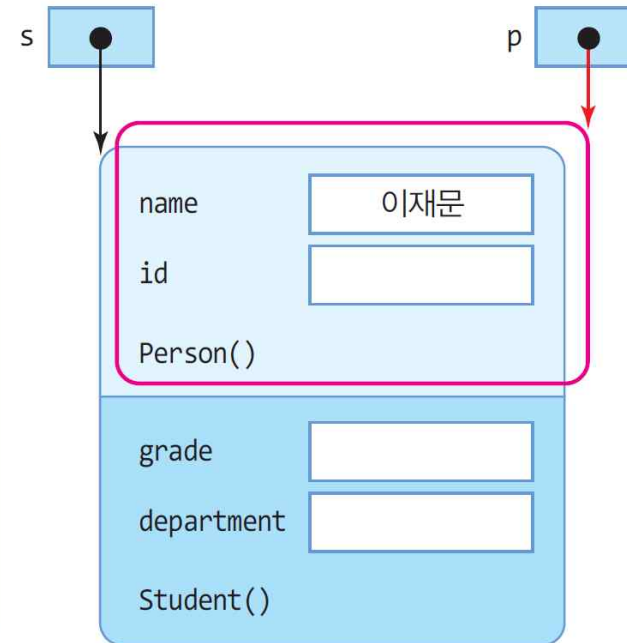 s p
name 이재문
id
Person()
grade
department
Student()